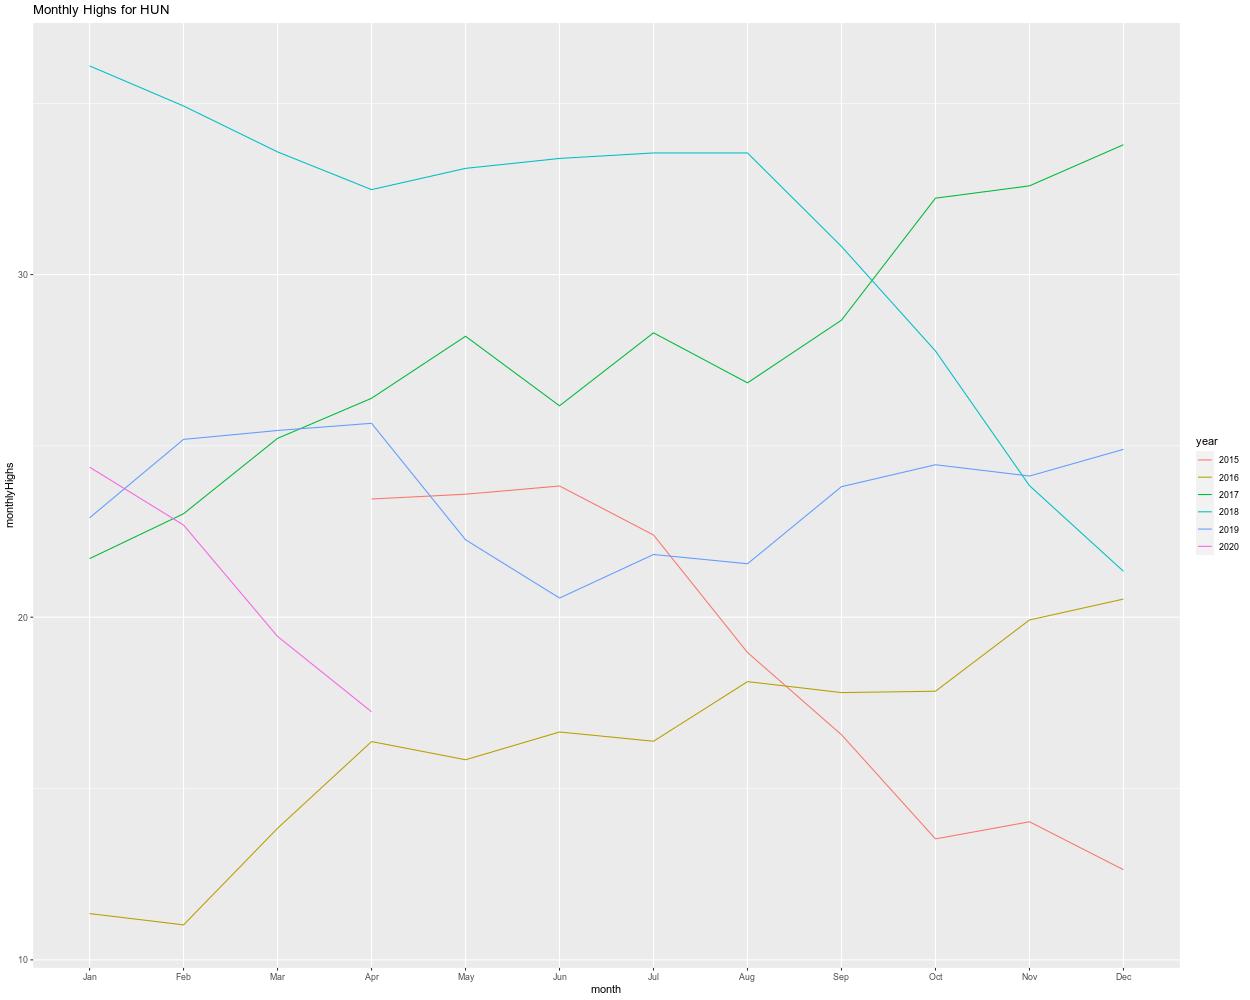 Monthly Highs for HUN
monthlyHighs
30
20
10
Jan Feb Mar Apr May Jun Jul Aug Sep Oct Nov Dec
month
year
2015
2016
2017
2018
2019
2020